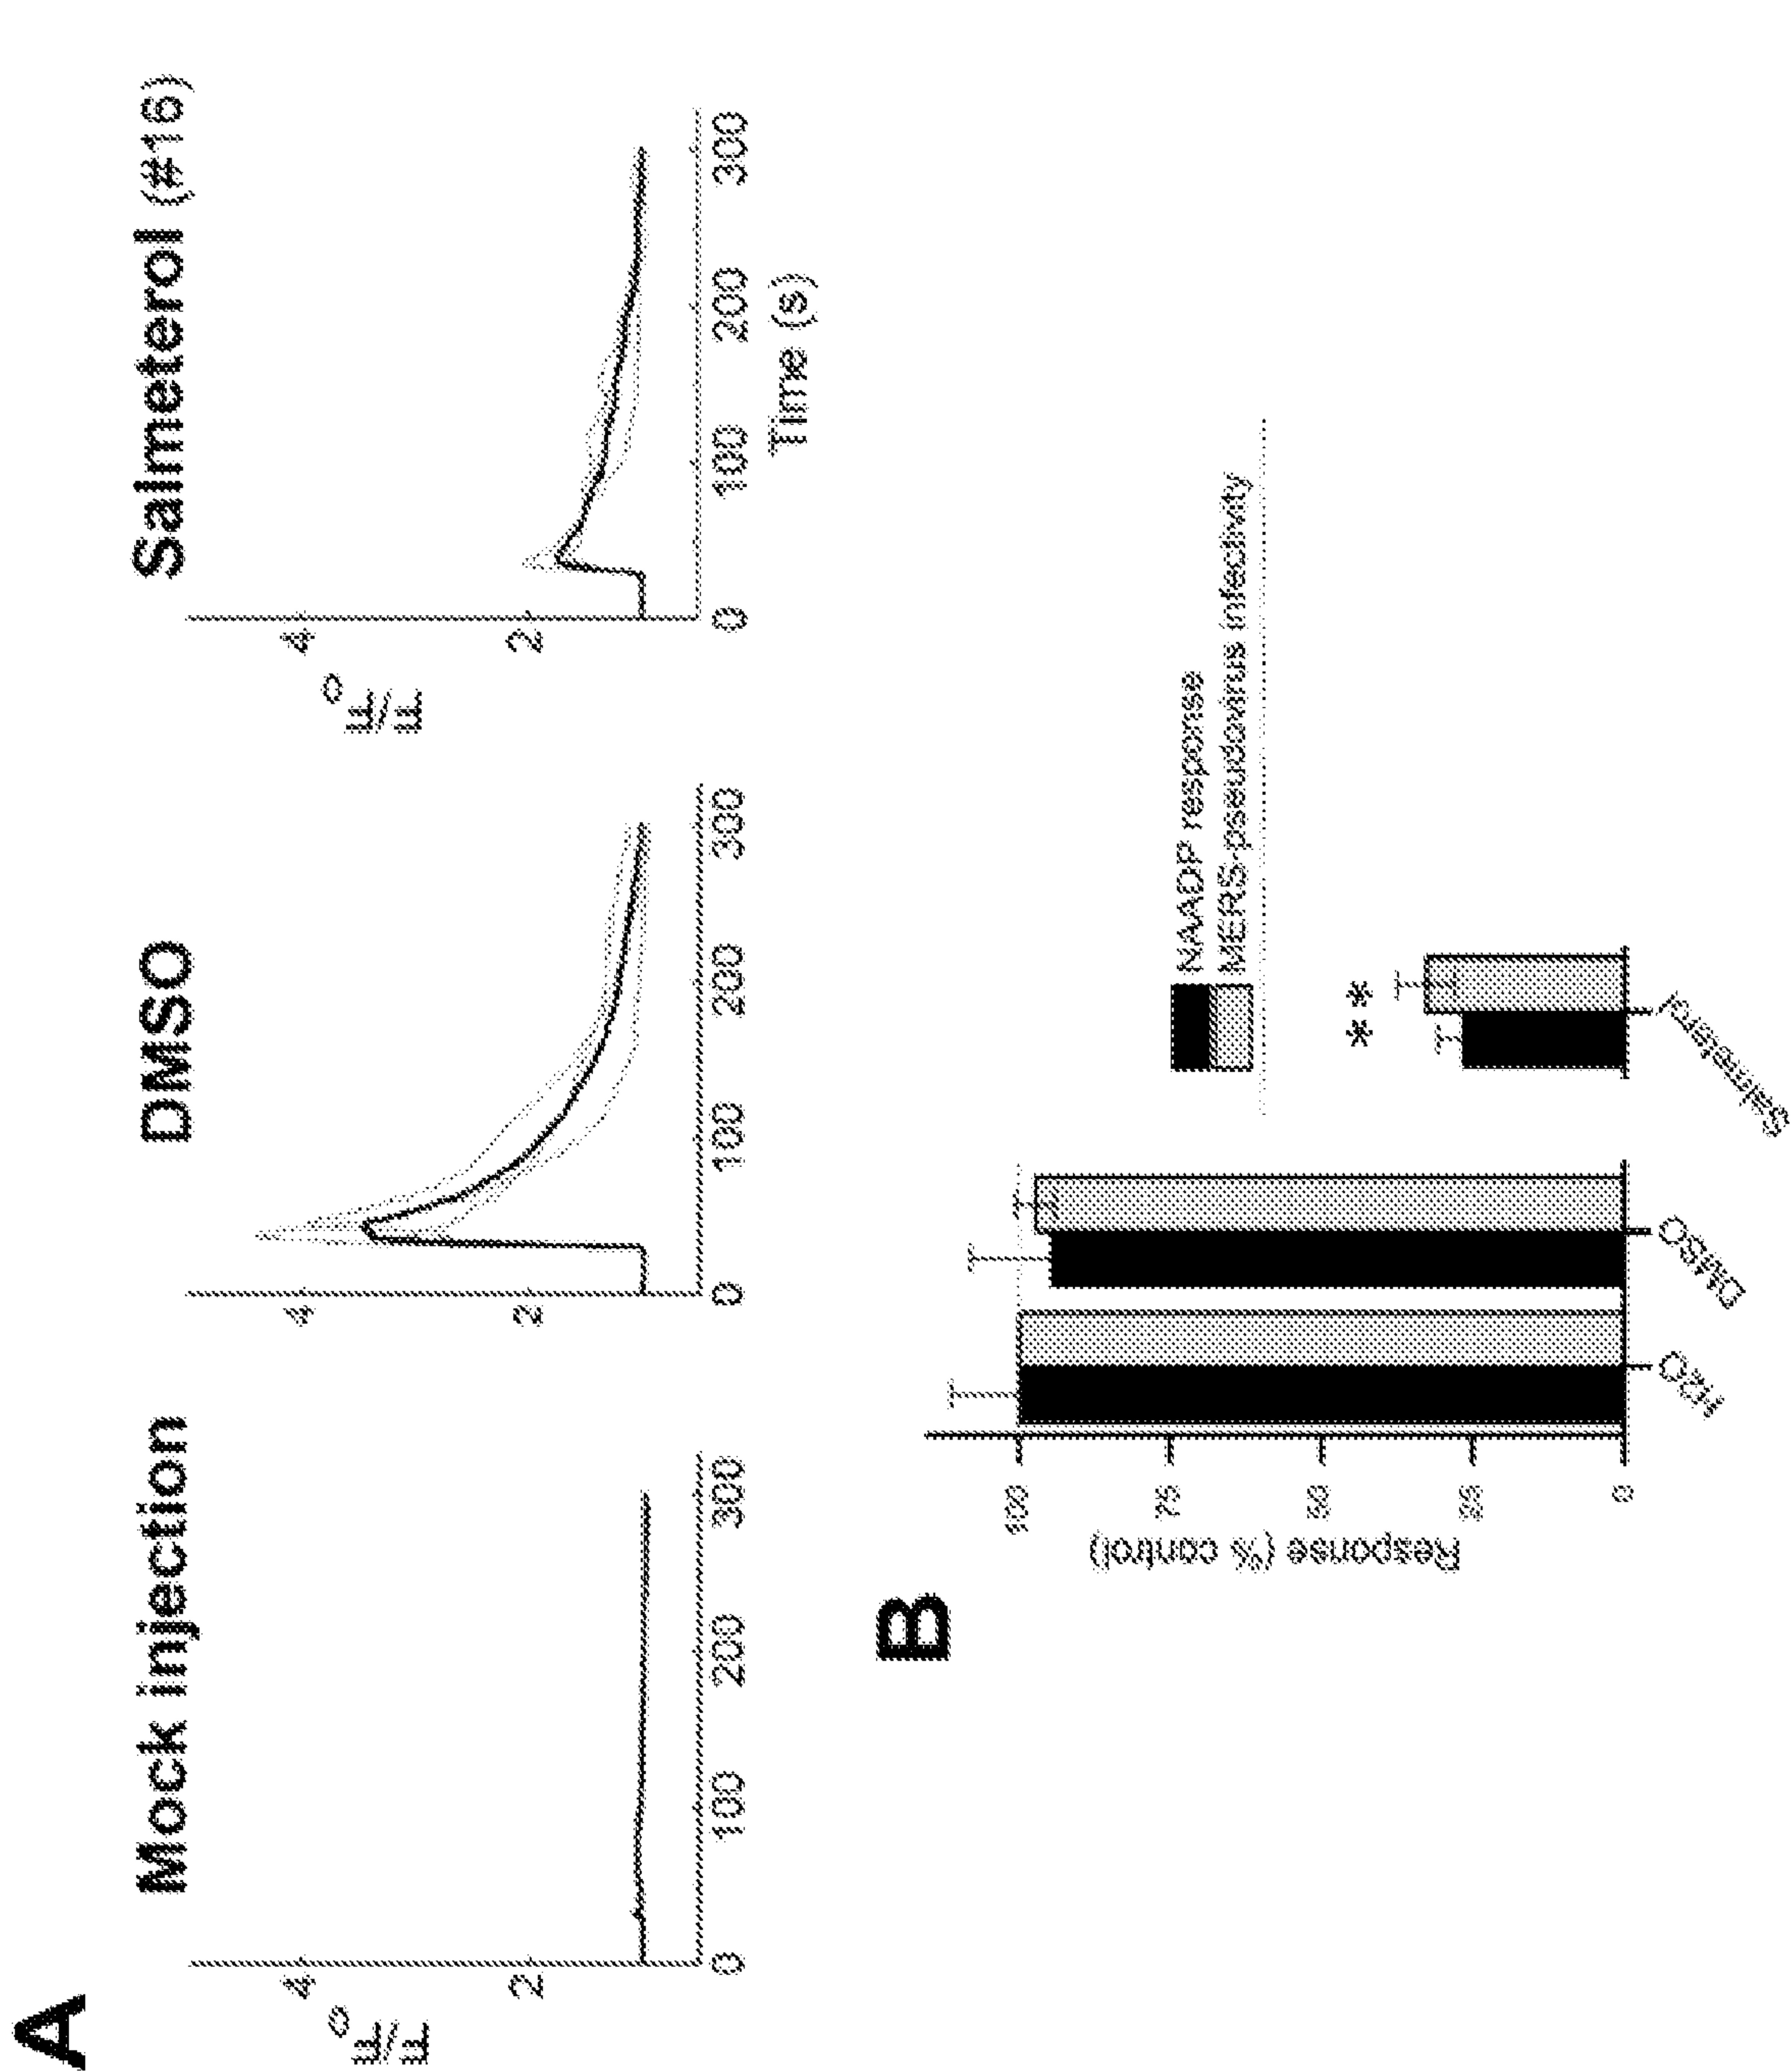 A
Mock injection
DMSO
Salmeterol (#16)
F/F0
4
2
0
100
200
300
4
2
0
100
200
300
F/F0
4
2
0
100
200
300
Time (s)
B
Response (% control)
100
75
50
25
0
NAADP response
MERS-pseudovirus infectivity
* *
H2O
DMSO
Salmeterol